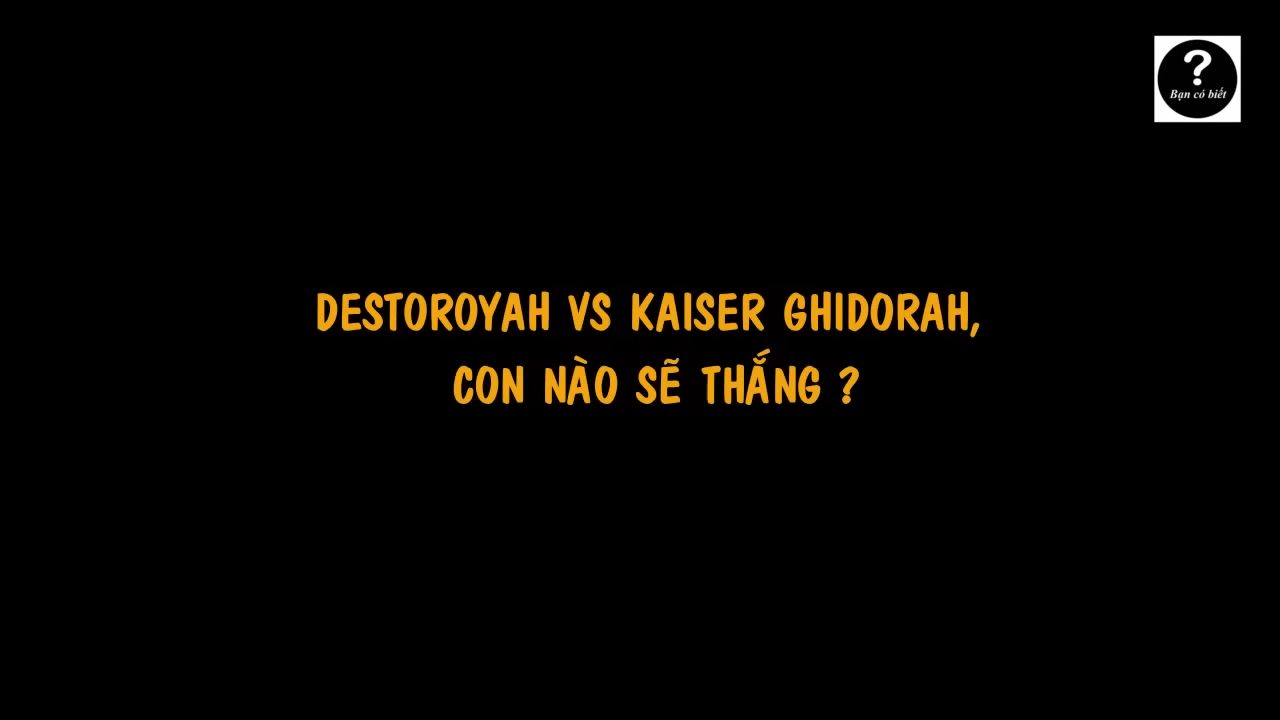 ?
Bạn có biết
DESTOROYAH VS KAISER GHIDORAH,
CON NÀO SẼ THẮNG ?